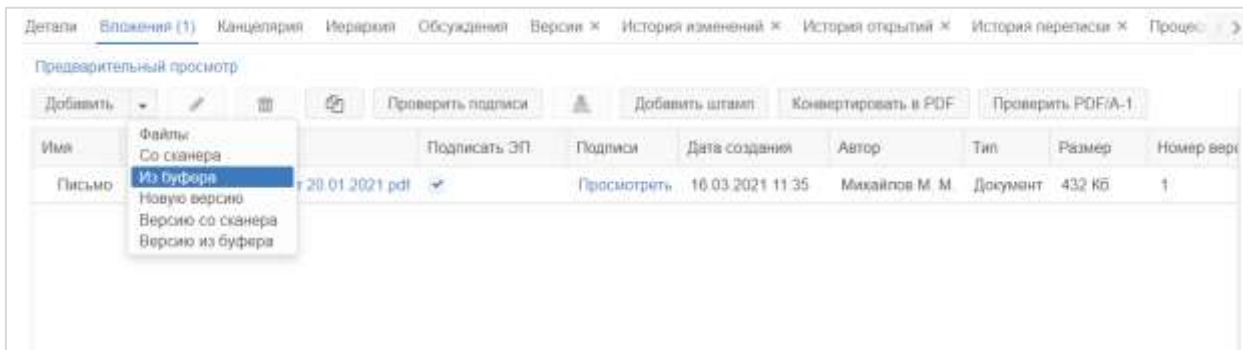 Детали Вложения (1) Канцелярия Иерархия Обсуждения Версии × История изменений × История открытий × История переписки × Процес
Предварительный просмотр
Добавить Проверить подписи Добавить штамп Конвертировать в PDF Проверить PDF/A-1
Имя Подписать ЭП Подписи Дата создания Автор Тип Размер Номер верс
Файлы
Со сканера
Из буфера
Письмо 20.01.2021.pdf Просмотреть 16.03.2021 11:35 Михайлов М. М. Документ 432 Кб 1
Новую версию
Версию со сканера
Версию из буфера